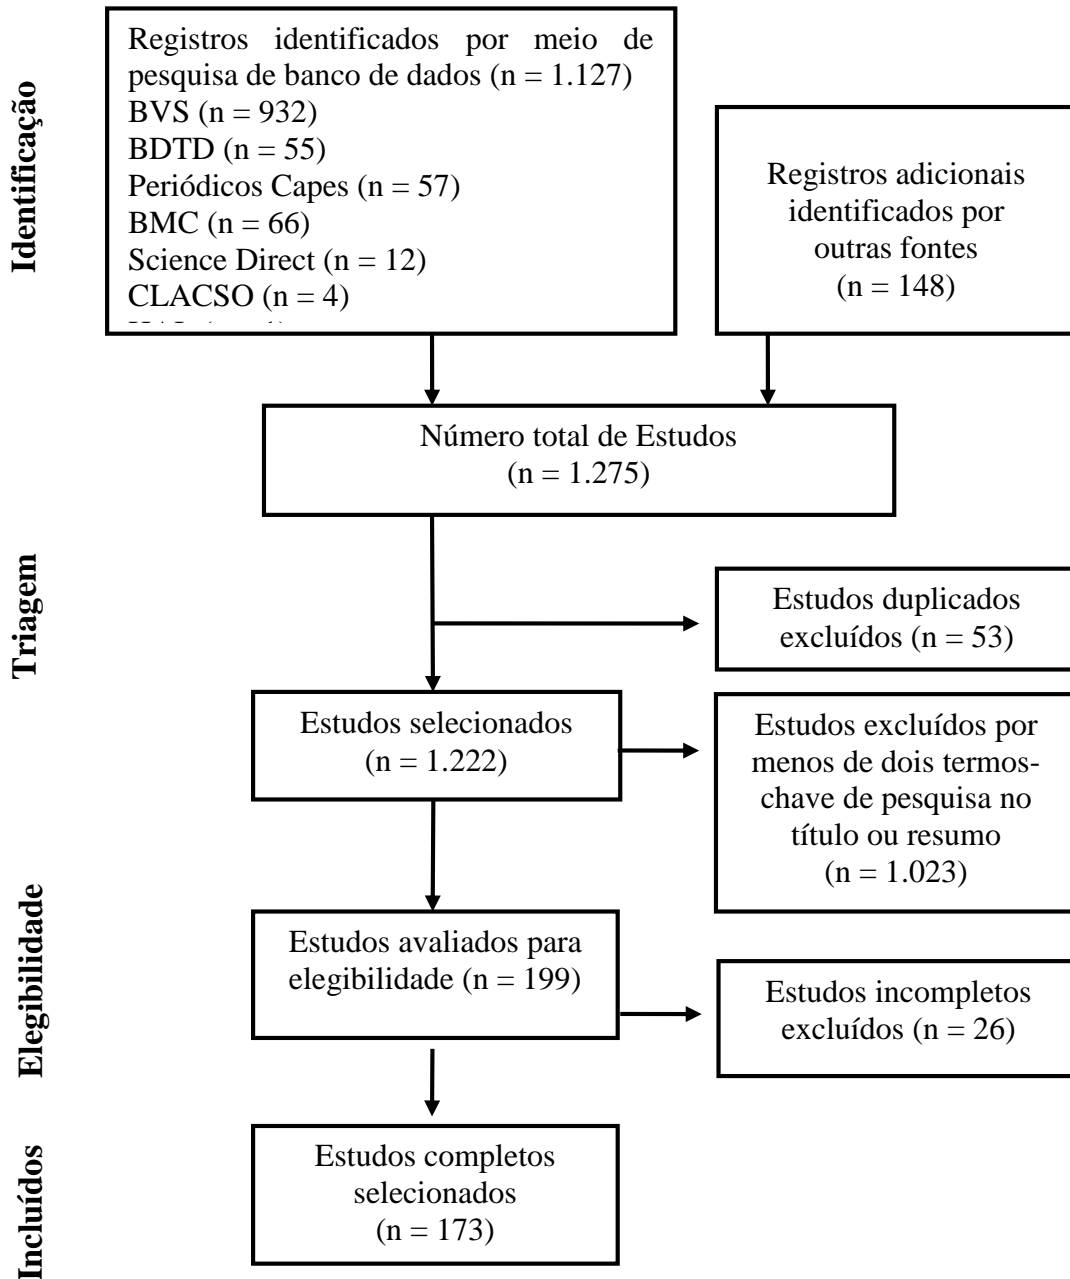 Identificação
Registros identificados por meio de
pesquisa de banco de dados (n = 1.127)
BVS (n = 932)
BDTD (n = 55)
Periódicos Capes (n = 57)
BMC (n = 66)
Science Direct (n = 12)
CLACSO (n = 4)
Registros adicionais
identificados por
outras fontes
(n = 148)
Número total de Estudos
(n = 1.275)
Triagem
Estudos duplicados
excluídos (n = 53)
Estudos selecionados
(n = 1.222)
Estudos excluídos por
menos de dois termos-
chave de pesquisa no
título ou resumo
(n = 1.023)
Elegibilidade
Estudos avaliados para
elegibilidade (n = 199)
Estudos incompletos
excluídos (n = 26)
Incluídos
Estudos completos
selecionados
(n = 173)